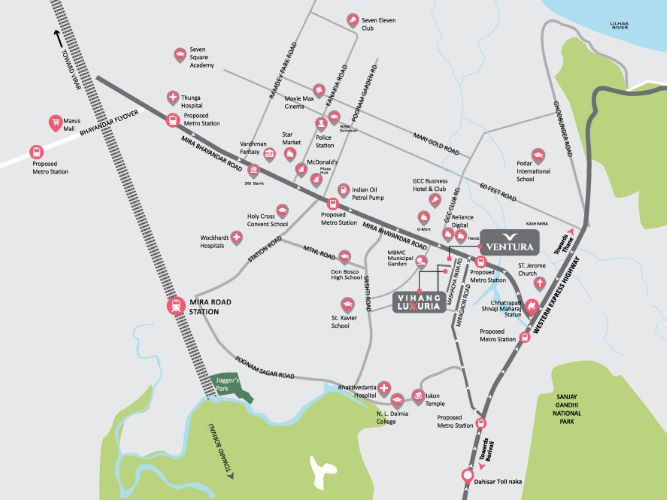 ULHAS
RIVER
TOWARD VIRAR
Seven Eleven
Club
Seven
Square
Academy
RAMDEV PARK ROAD
KANAKIA ROAD
POONAM GARDEN RD
GHODBUNDER ROAD
Movie Max
Cinema
Thunga
Hospital
Proposed
Metro Station
Maxus
Mall
BHAYANDAR FLYOVER
Proposed
Metro Station
MIRA BHAYANDAR ROAD
Star
Market
Police
Station
School
MAIN GOLD ROAD
Vardhman
Fantasy
SBI Bank
McDonald's
Pizza
Hut
Podar
International
School
Indian Oil
Petrol Pump
GCC Business
Hotel & Club
GCC CLUB RD
60 FEET ROAD
Holy Cross
Convent School
Proposed
Metro Station
MIRA BHAYANDAR ROAD
D-Mart
Reliance
Digital
KASHIMIRA
Wockhardt
Hospitals
STATION ROAD
MTNL ROAD
MBMC
Municipal
Garden
VENTURA
Towards
Thane
Don Bosco
High School
SRISHTI ROAD
Proposed
Metro Station
ST. Jerome
Church
WESTERN EXPRESS HIGHWAY
MIRA ROAD
STATION
St. Xavier
School
VIHANG
LUXURIA
MIRAGAON ROAD
Chhatrapati
Shivaji Maharaj
Statue
Proposed
Metro Station
POONAM SAGAR ROAD
Jogger's
Park
Bhaktivedanta
Hospital
Iskon
Temple
N. L. Dalmia
College
Proposed
Metro Station
SANJAY
GANDHI
NATIONAL
PARK
TOWARD BORIVALI
Towards
Borivali
Dahisar Toll naka